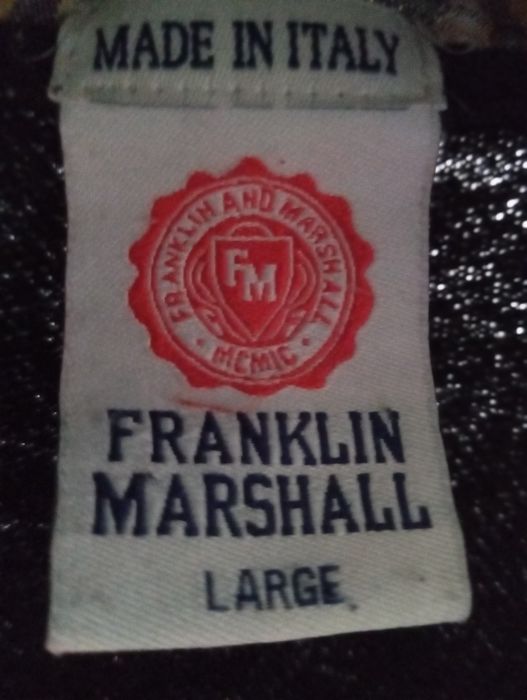 MADE IN ITALY
FRANKLIN AND MARSHALL
FM
· MCMIC ·
FRANKLIN
MARSHALL
LARGE